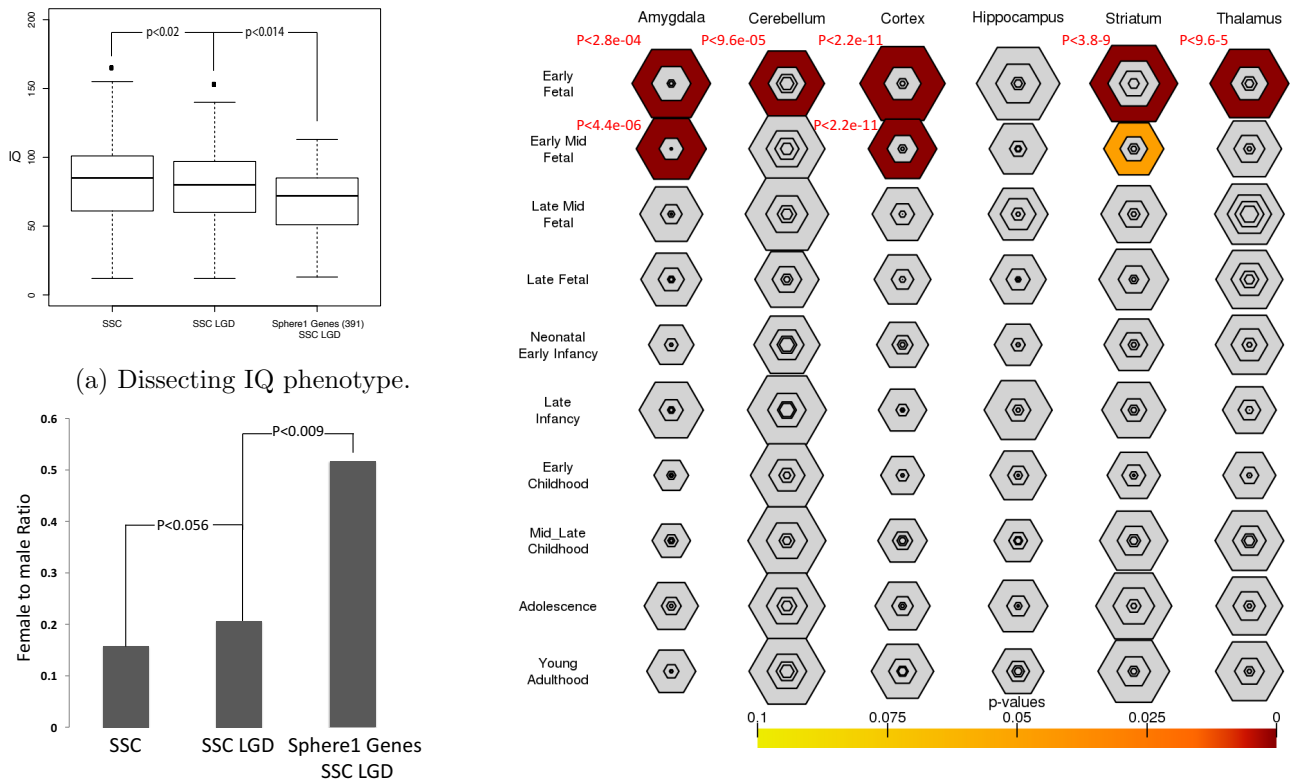 200
150
100
50
0
IQ
p<0.02
p<0.014
SSC
SSC LGD
Sphere1 Genes (391)
SSC LGD
(a) Dissecting IQ phenotype.
0.6
0.5
0.4
0.3
0.2
0.1
0
Female to male Ratio
P<0.056
P<0.009
SSC
SSC LGD
Sphere1 Genes
SSC LGD
Amygdala
Cerebellum
Cortex
Hippocampus
Striatum
Thalamus
P<2.8e-04
P<9.6e-05
P<2.2e-11
P<3.8-9
P<9.6-5
Early
Fetal
P<4.4e-06
P<2.2e-11
Early Mid
Fetal
Late Mid
Fetal
Late Fetal
Neonatal
Early Infancy
Late
Infancy
Early
Childhood
Mid_Late
Childhood
Adolescence
Young
Adulthood
p-values
0.1
0.075
0.05
0.025
0